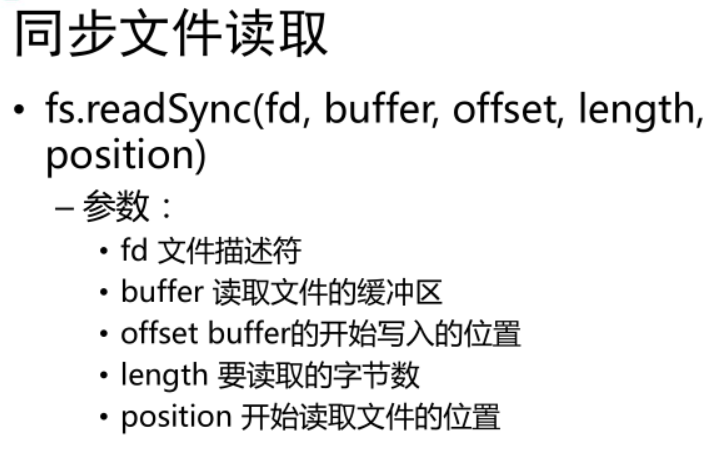 同步文件读取
• fs.readSync(fd, buffer, offset, length,
position)
– 参数：
• fd 文件描述符
• buffer 读取文件的缓冲区
• offset buffer的开始写入的位置
• length 要读取的字节数
• position 开始读取文件的位置